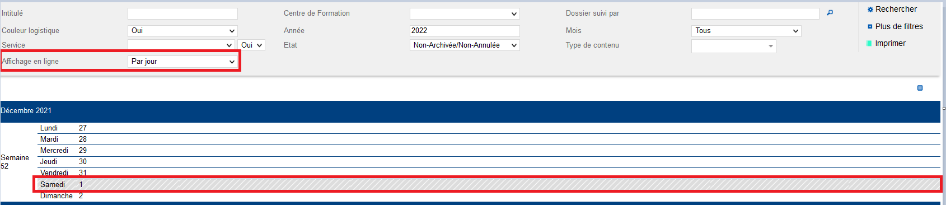 Intitulé Centre de Formation Dossier suivi par Rechercher
Couleur logistique Oui Année 2022 Mois Tous Plus de filtres
Service Oui Etat Non-Archivée/Non-Annulée Type de contenu Imprimer
Affichage en ligne Par jour
Décembre 2021
Semaine 52
Lundi 27
Mardi 28
Mercredi 29
Jeudi 30
Vendredi 31
Samedi 1
Dimanche 2